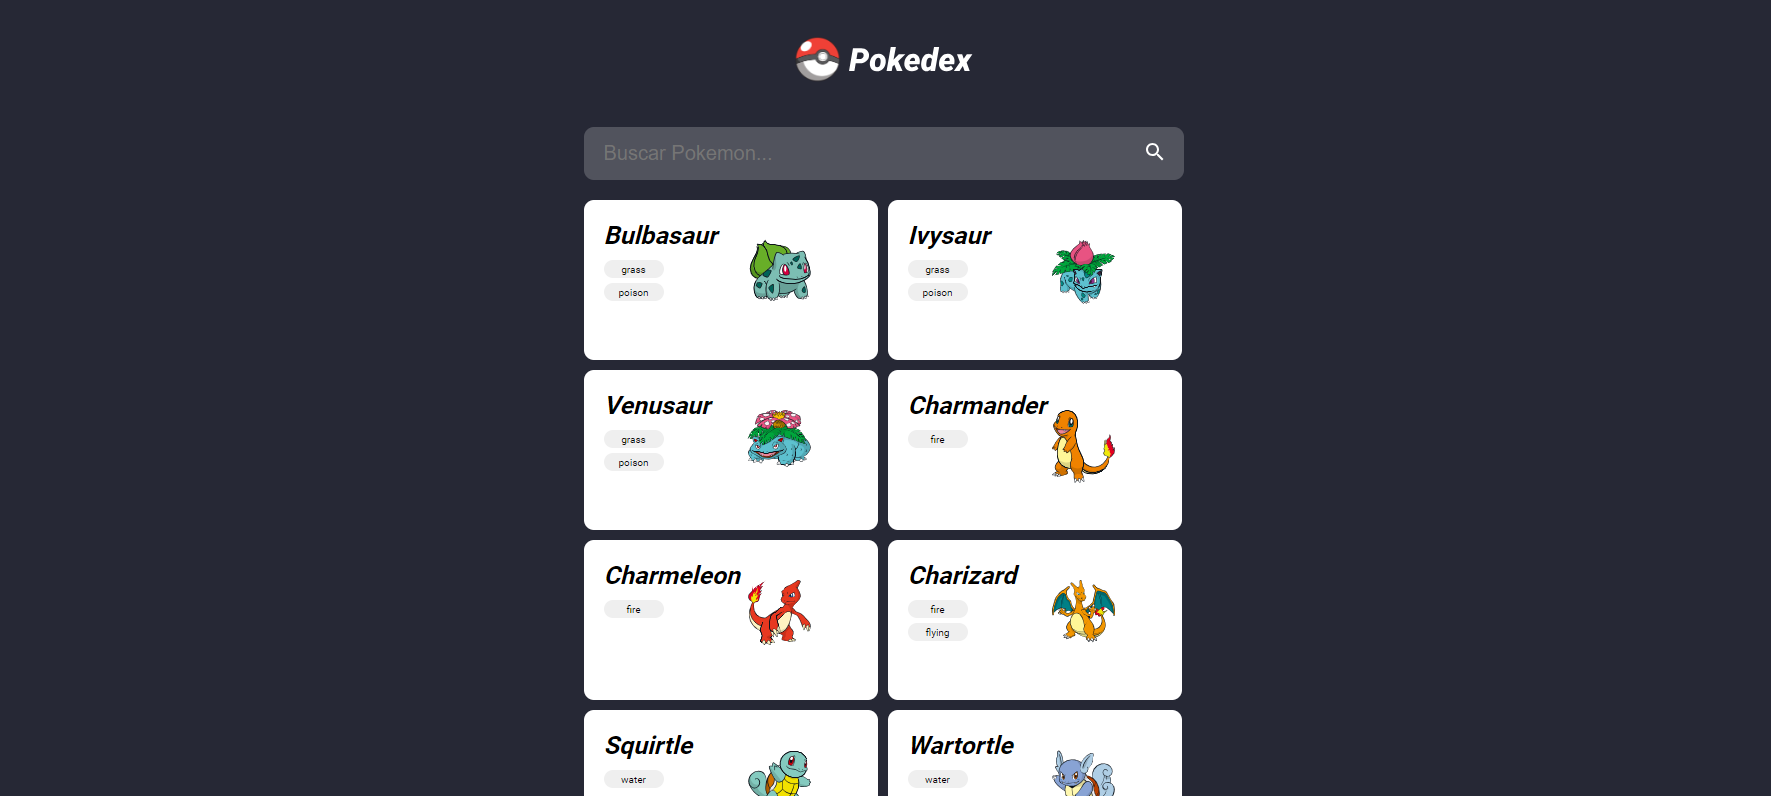 Pokedex
Buscar Pokemon...
Bulbasaur
grass
poison
Ivysaur
grass
poison
Venusaur
grass
poison
Charmander
fire
Charmeleon
fire
Charizard
fire
flying
Squirtle
water
Wartortle
water